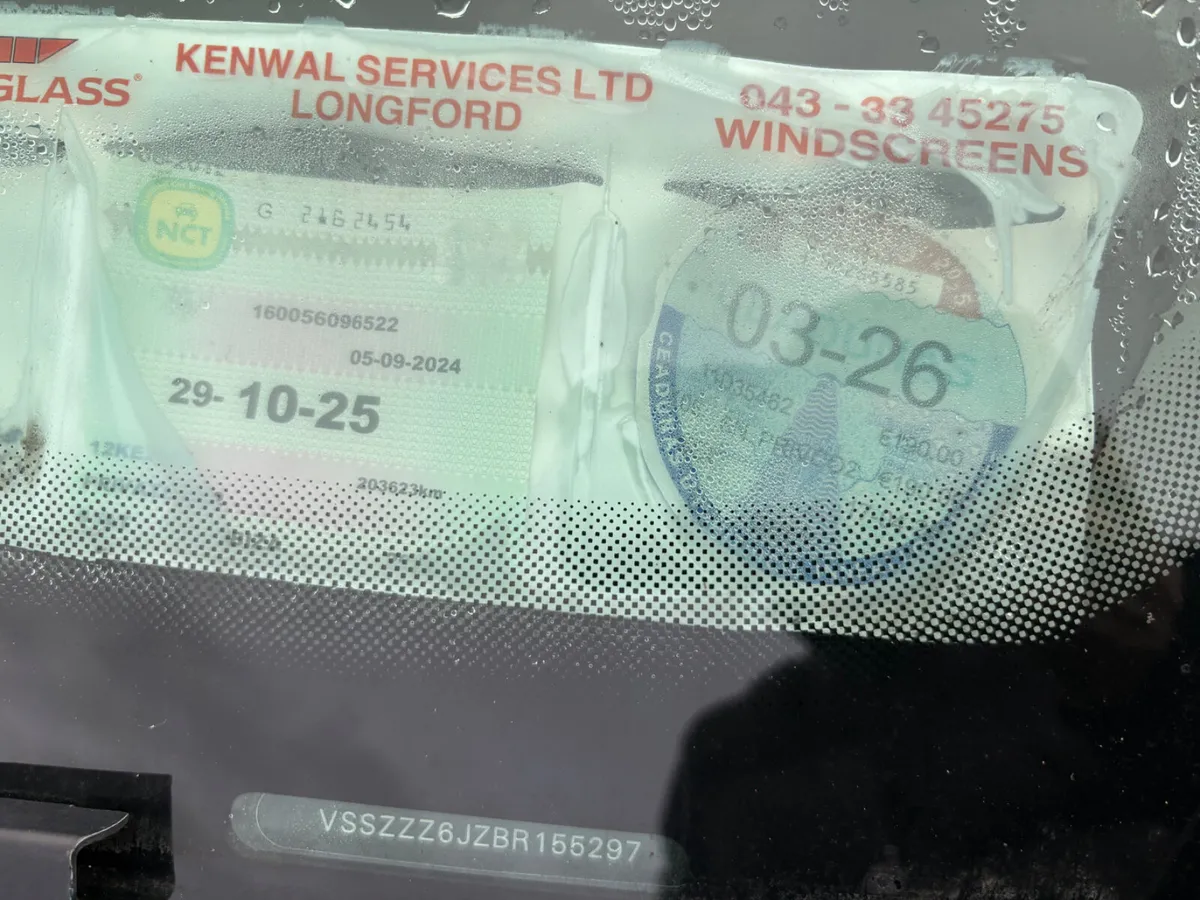 GLASS®
KENWAL SERVICES LTD
LONGFORD
043 - 33 45275
WINDSCREENS
NCT
G 2162454
160056096522
05-09-2024
29- 10-25
203623km
03-26
€190.00
VSSZZZ6JZBR155297